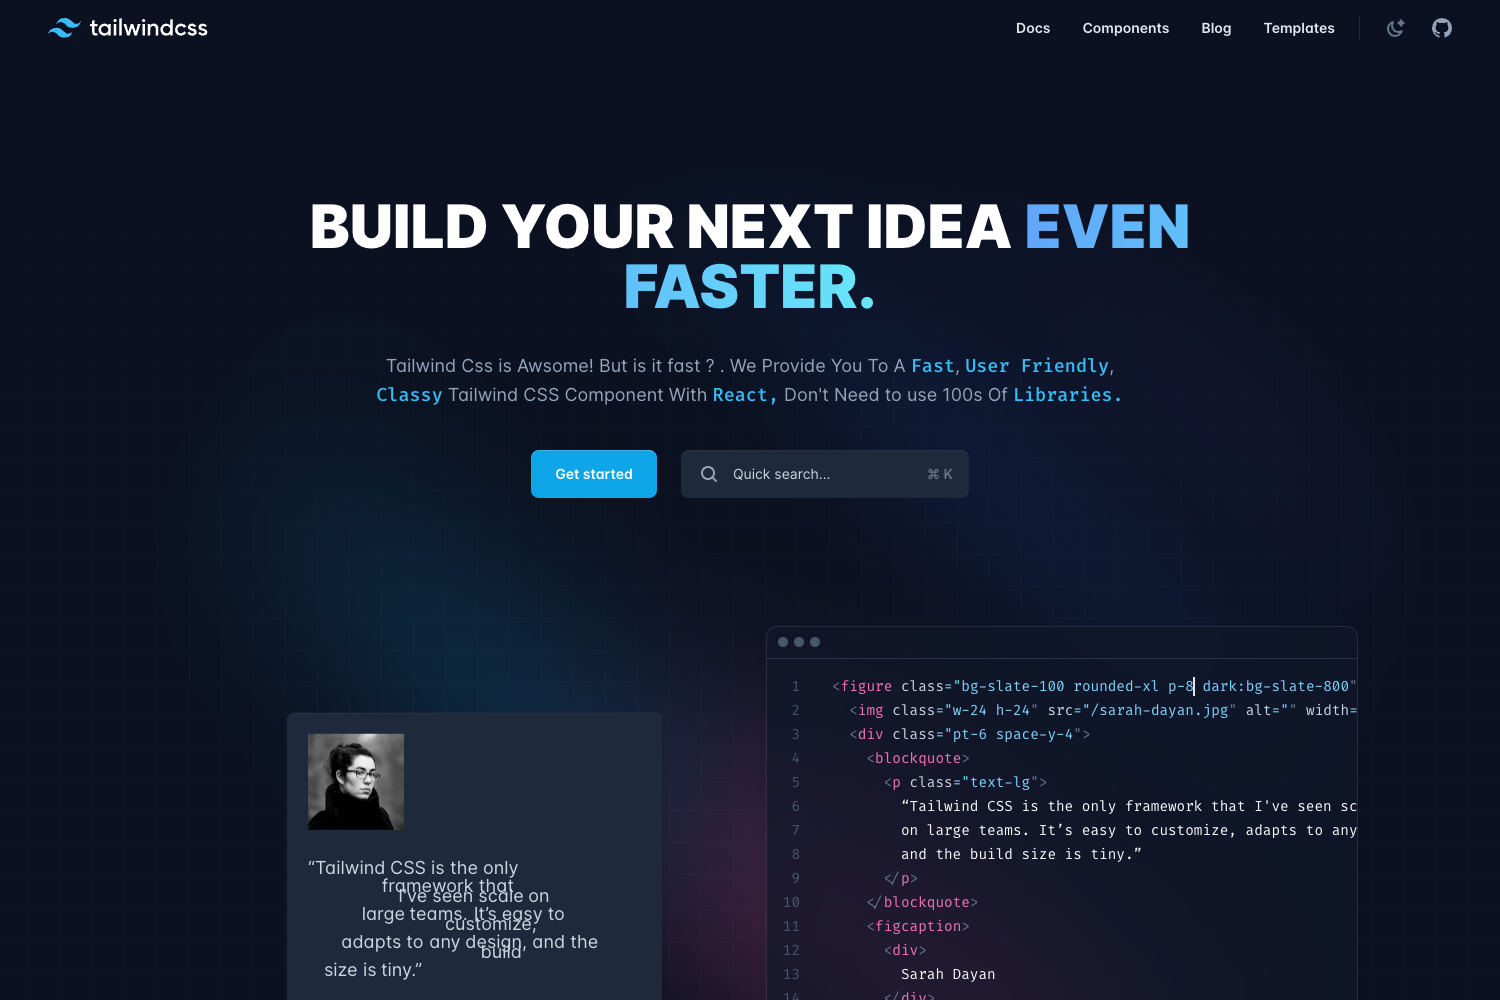 tailwindcss
Docs
Components
Blog
Templates
BUILD YOUR NEXT IDEA EVEN
FASTER.
Tailwind Css is Awsome! But is it fast ? . We Provide You To A Fast, User Friendly,
Classy Tailwind CSS Component With React, Don't Need to use 100s Of Libraries.
Get started
Quick search...
⌘ K
“Tailwind CSS is the only
framework that
I’ve seen scale on
large teams. It’s easy to
customize,
adapts to any design, and the
build
size is tiny.”
1 <figure class="bg-slate-100 rounded-xl p-8 dark:bg-slate-800"
2 <img class="w-24 h-24" src="/sarah-dayan.jpg" alt="" width=
3 <div class="pt-6 space-y-4">
4 <blockquote>
5 <p class="text-lg">
6 “Tailwind CSS is the only framework that I've seen sc
7 on large teams. It’s easy to customize, adapts to any
8 and the build size is tiny.”
9 </p>
10 </blockquote>
11 <figcaption>
12 <div>
13 Sarah Dayan
14 </div>